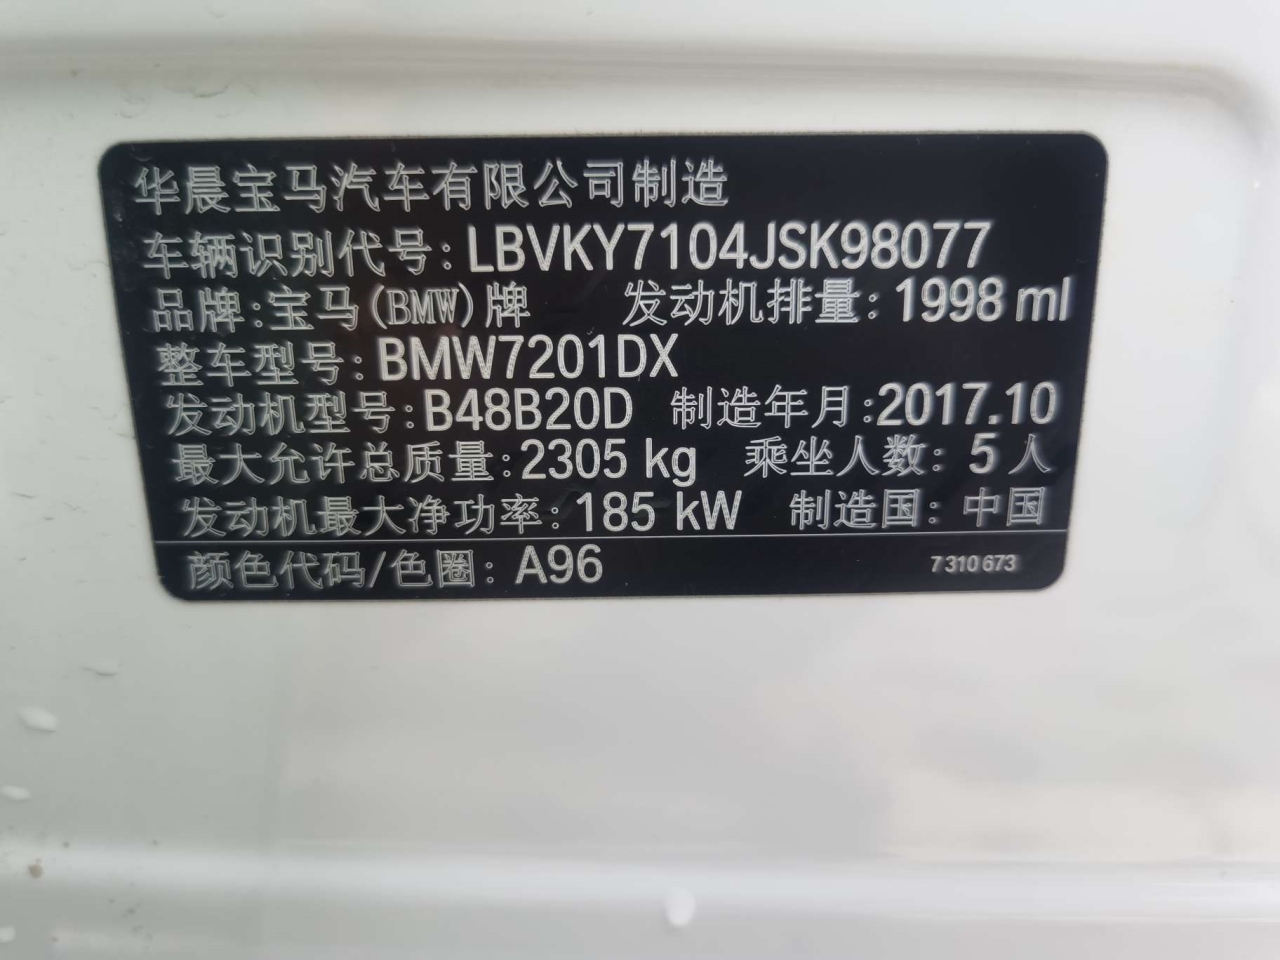 华晨宝马汽车有限公司制造
车辆识别代号: LBVKY7104JSK98077
品牌:宝马(BMW)牌 发动机排量: 1998 ml
整车型号: BMW7201DX
发动机型号: B48B20D 制造年月:2017.10
最大允许总质量:2305 kg 乘坐人数: 5 人
发动机最大净功率: 185 kW 制造国: 中国
颜色代码/色圈: A96 7 310 673